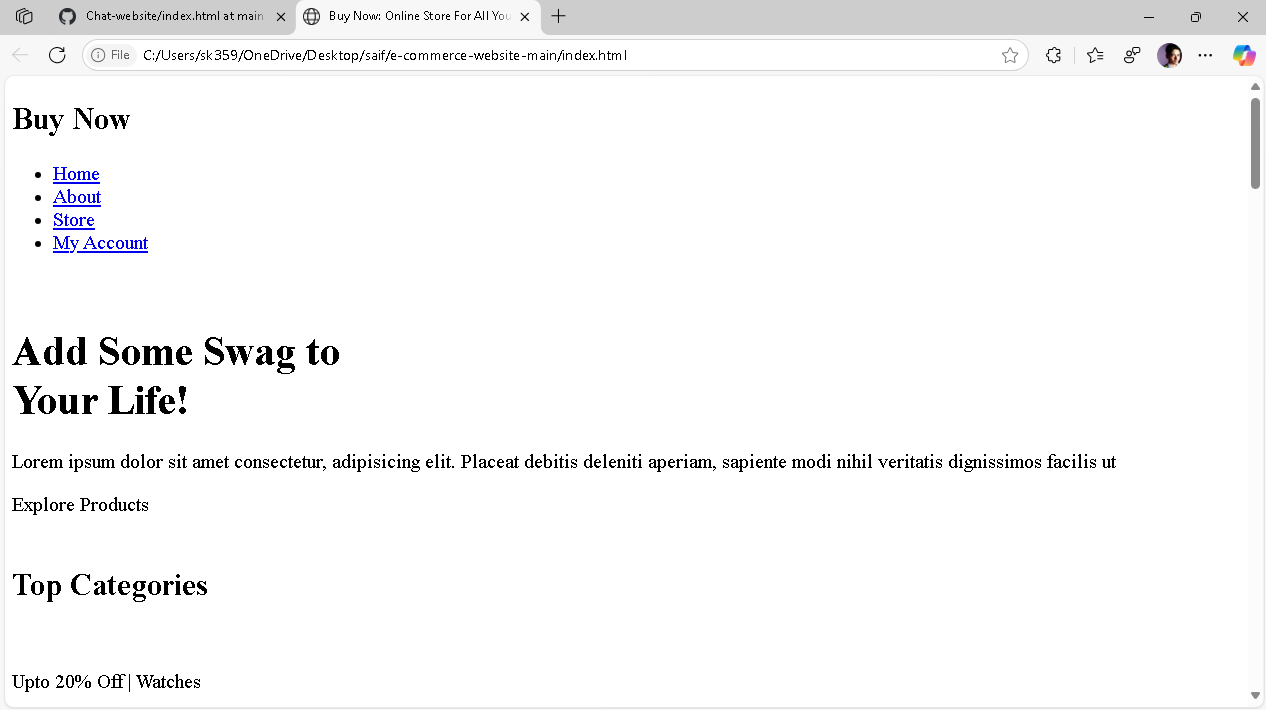 Chat-website/index.html at main
Buy Now: Online Store For All You
File
C:/Users/sk359/OneDrive/Desktop/saif/e-commerce-website-main/index.html
Buy Now
Home
About
Store
My Account
Add Some Swag to
Your Life!
Lorem ipsum dolor sit amet consectetur, adipisicing elit. Placeat debitis deleniti aperiam, sapiente modi nihil veritatis dignissimos facilis ut
Explore Products
Top Categories
Upto 20% Off | Watches